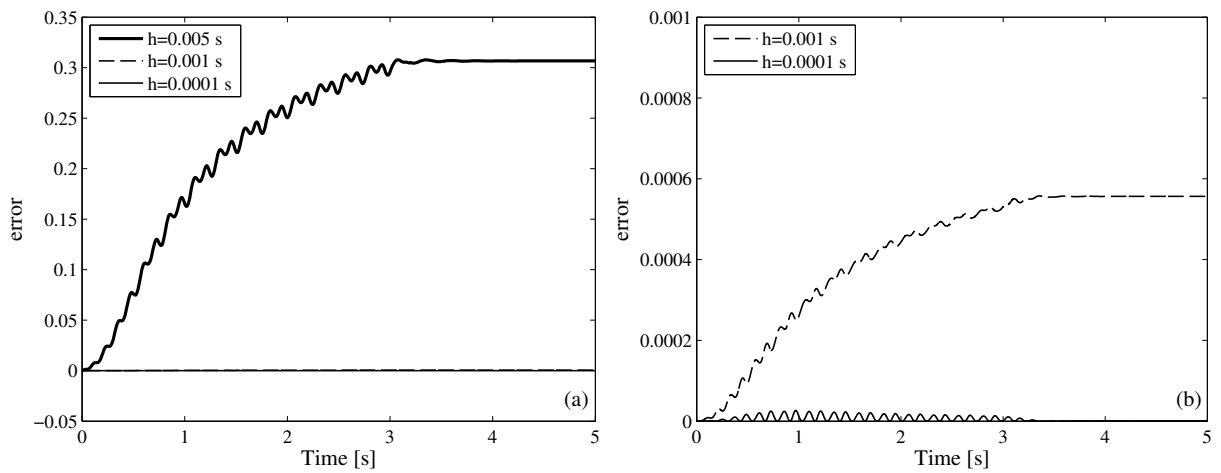 0.35
0.3
0.25
0.2
0.15
0.1
0.05
0
−0.05
error
h=0.005 s
h=0.001 s
h=0.0001 s
(a)
0 1 2 3 4 5
Time [s]
0.001
0.0008
0.0006
0.0004
0.0002
0
error
h=0.001 s
h=0.0001 s
(b)
0 1 2 3 4 5
Time [s]